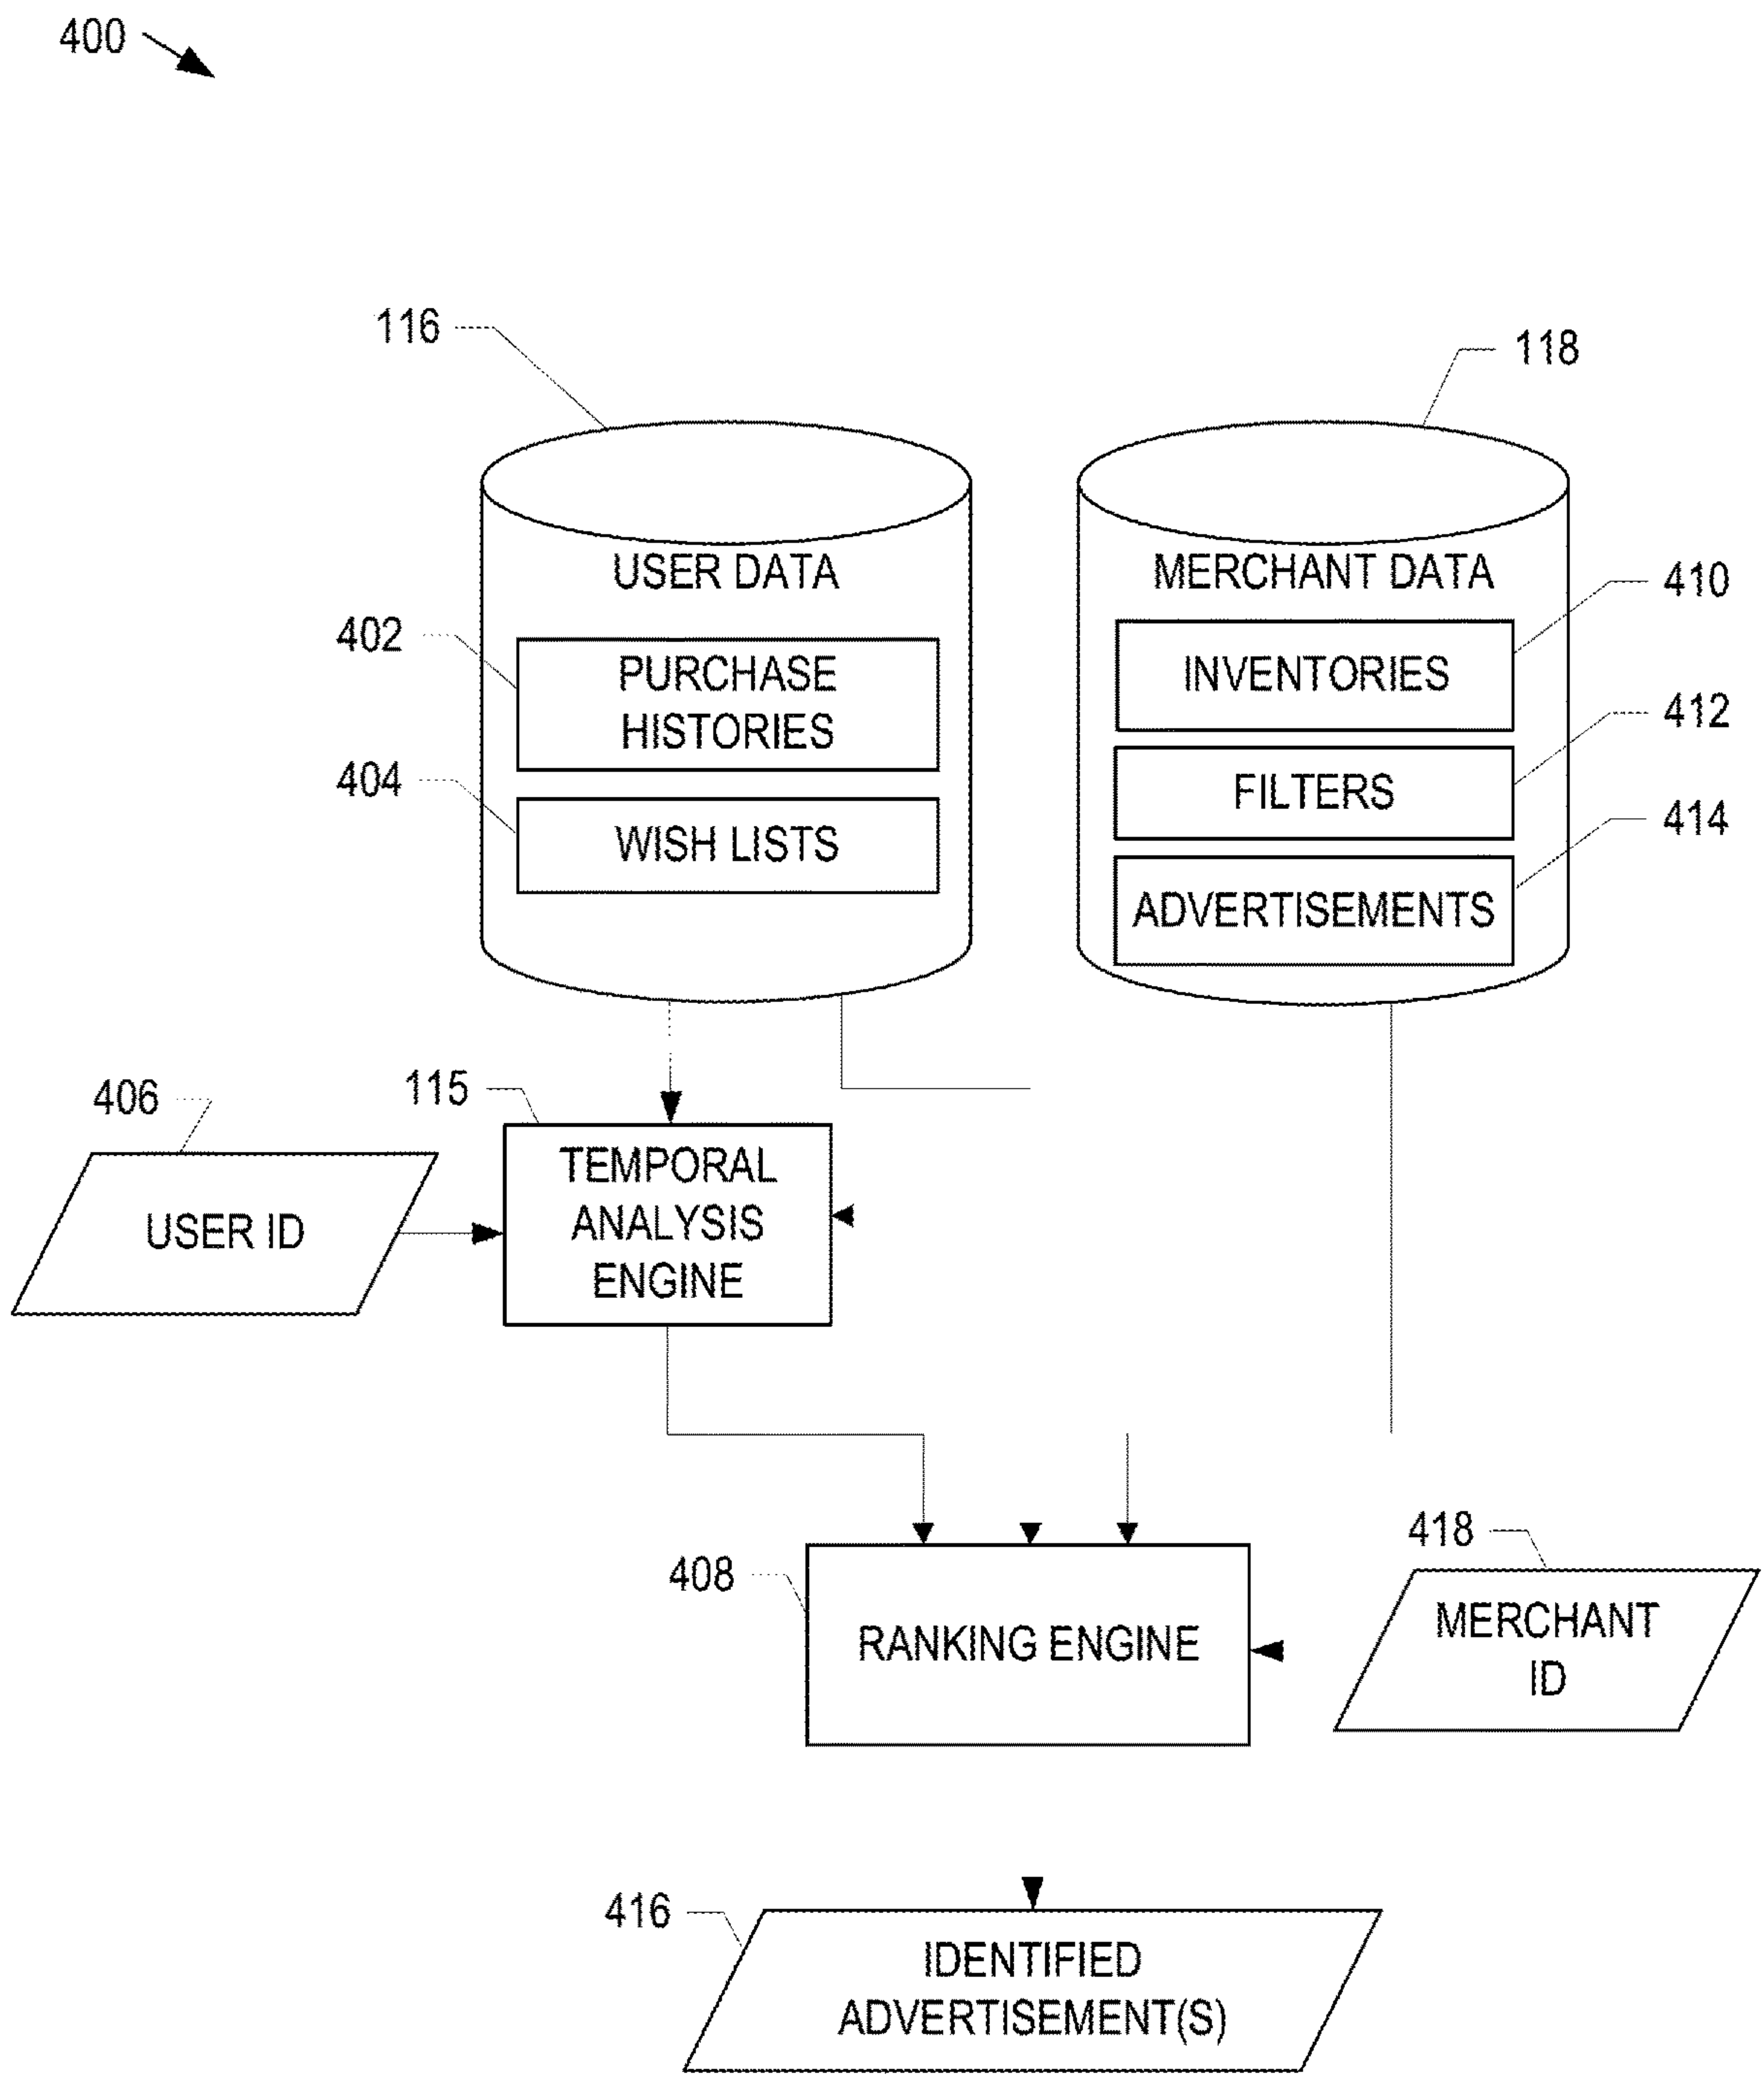 400
116
118
USER DATA
MERCHANT DATA
410
402
PURCHASE
HISTORIES
INVENTORIES
412
FILTERS
404
WISH LISTS
414
ADVERTISEMENTS
406
115
USER ID
TEMPORAL
ANALYSIS
ENGINE
418
408
RANKING ENGINE
MERCHANT
ID
416
IDENTIFIED
ADVERTISEMENT(S)